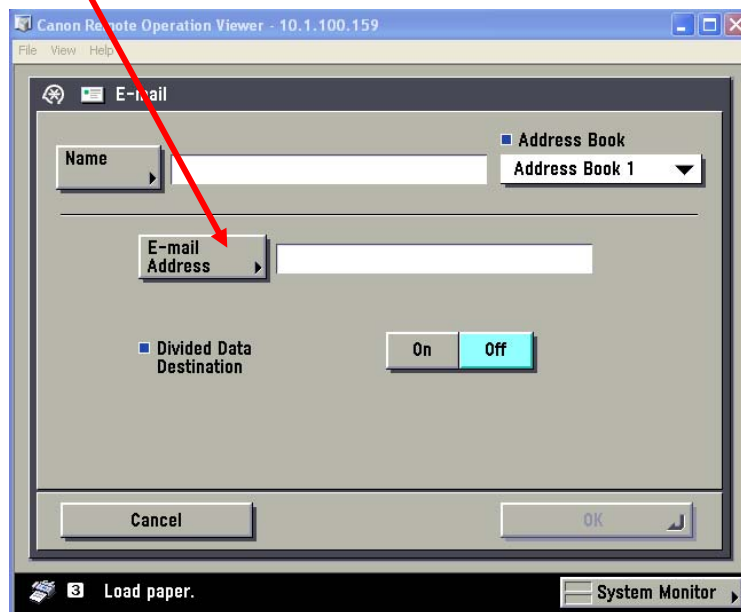 Canon Remote Operation Viewer - 10.1.100.159
File View Help
E-mail
Address Book
Name
Address Book 1
E-mail
Address
Divided Data
Destination
On Off
Cancel OK
3 Load paper. System Monitor